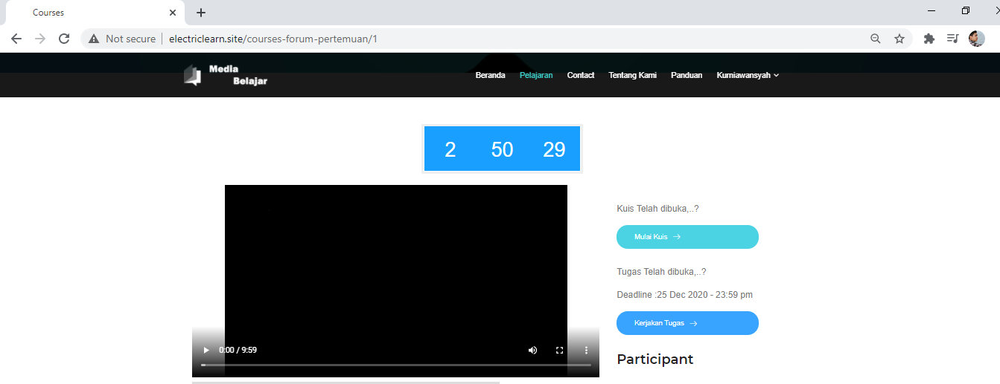 Courses
Not secure
electriclearn.site/courses-forum-pertemuan/1
Media
Belajar
Beranda
Pelajaran
Contact
Tentang Kami
Panduan
Kurniawansyah
2 50 29
Kuis Telah dibuka,..?
Mulai Kuis
Tugas Telah dibuka,..?
Deadline :25 Dec 2020 - 23:59 pm
Kerjakan Tugas
0:00 / 9:59
Participant